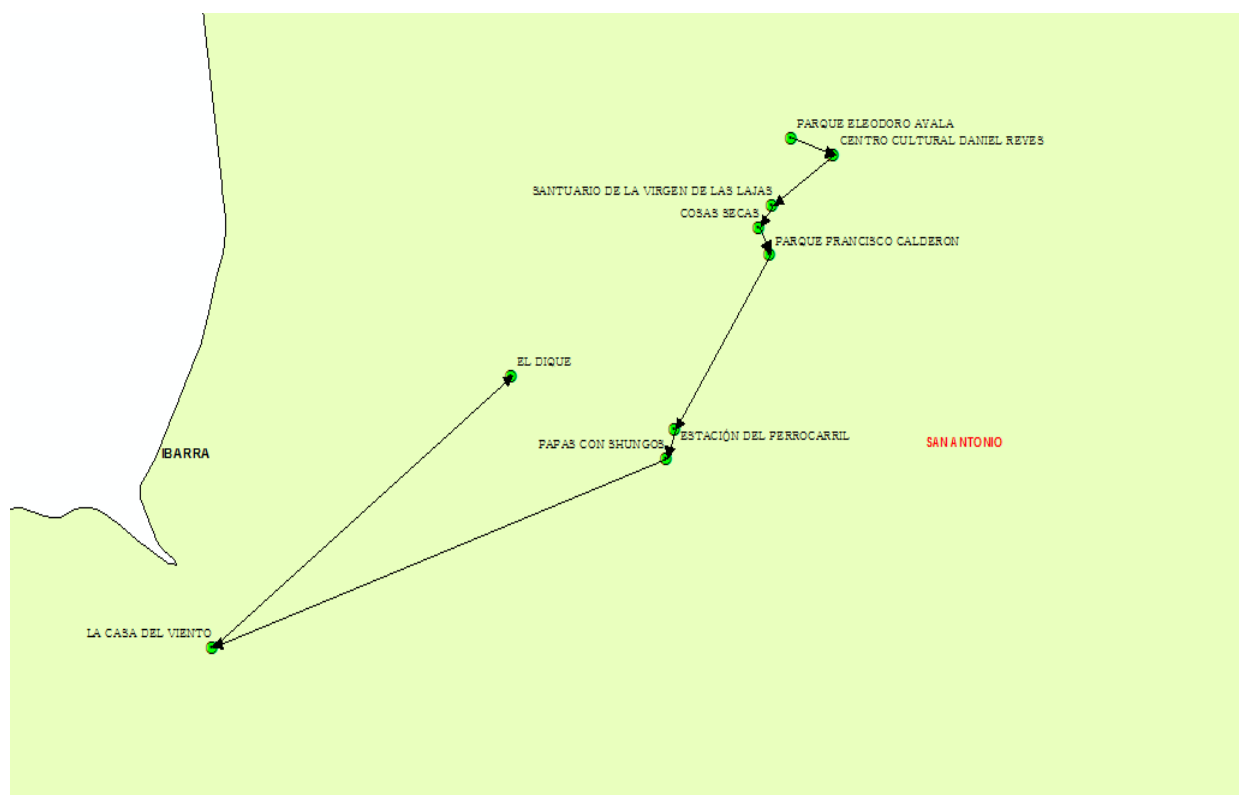 PARQUE ELEODORO AYALA
CENTRO CULTURAL DANIEL REYES
SANTUARIO DE LA VIRGEN DE LAS LAJAS
COSAS SECAS
PARQUE FRANCISCO CALDERON
EL DIQUE
ESTACIÓN DEL FERROCARRIL
PAPAS CON SHUNGOS
SAN ANTONIO
IBARRA
LA CASA DEL VIENTO